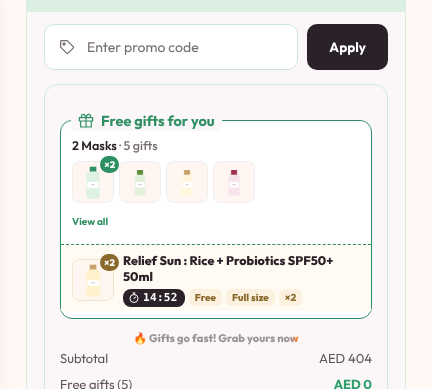 Enter promo code
Apply
Free gifts for you
2 Masks · 5 gifts
×2
View all
×2
Relief Sun : Rice + Probiotics SPF50+
50ml
14:52
Free
Full size
×2
🔥 Gifts go fast! Grab yours now
Subtotal
AED 404
Free gifts (5)
AED 0